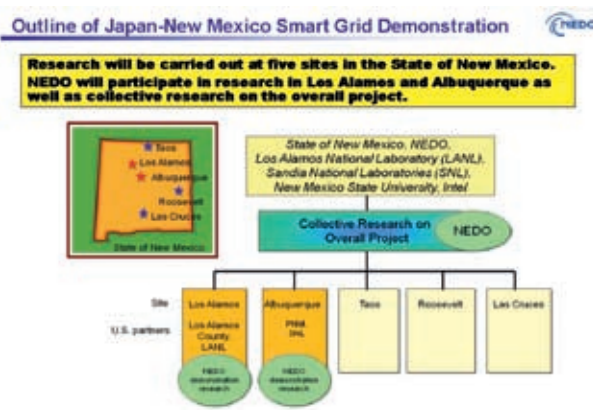 Outline of Japan-New Mexico Smart Grid Demonstration
NEDO
Research will be carried out at five sites in the State of New Mexico.
NEDO will participate in research in Los Alamos and Albuquerque as
well as collective research on the overall project.
Taos
Los Alamos
Albuquerque
Roosevelt
Las Cruces
State of New Mexico
State of New Mexico, NEDO,
Los Alamos National Laboratory (LANL),
Sandia National Laboratories (SNL),
New Mexico State University, Intel
Collective Research on
Overall Project
NEDO
Site
Los Alamos
Albuquerque
Taos
Roosevelt
Las Cruces
U.S. partners
Los Alamos
County,
LANL
PNM,
SNL
NEDO
demonstration
research
NEDO
demonstration
research